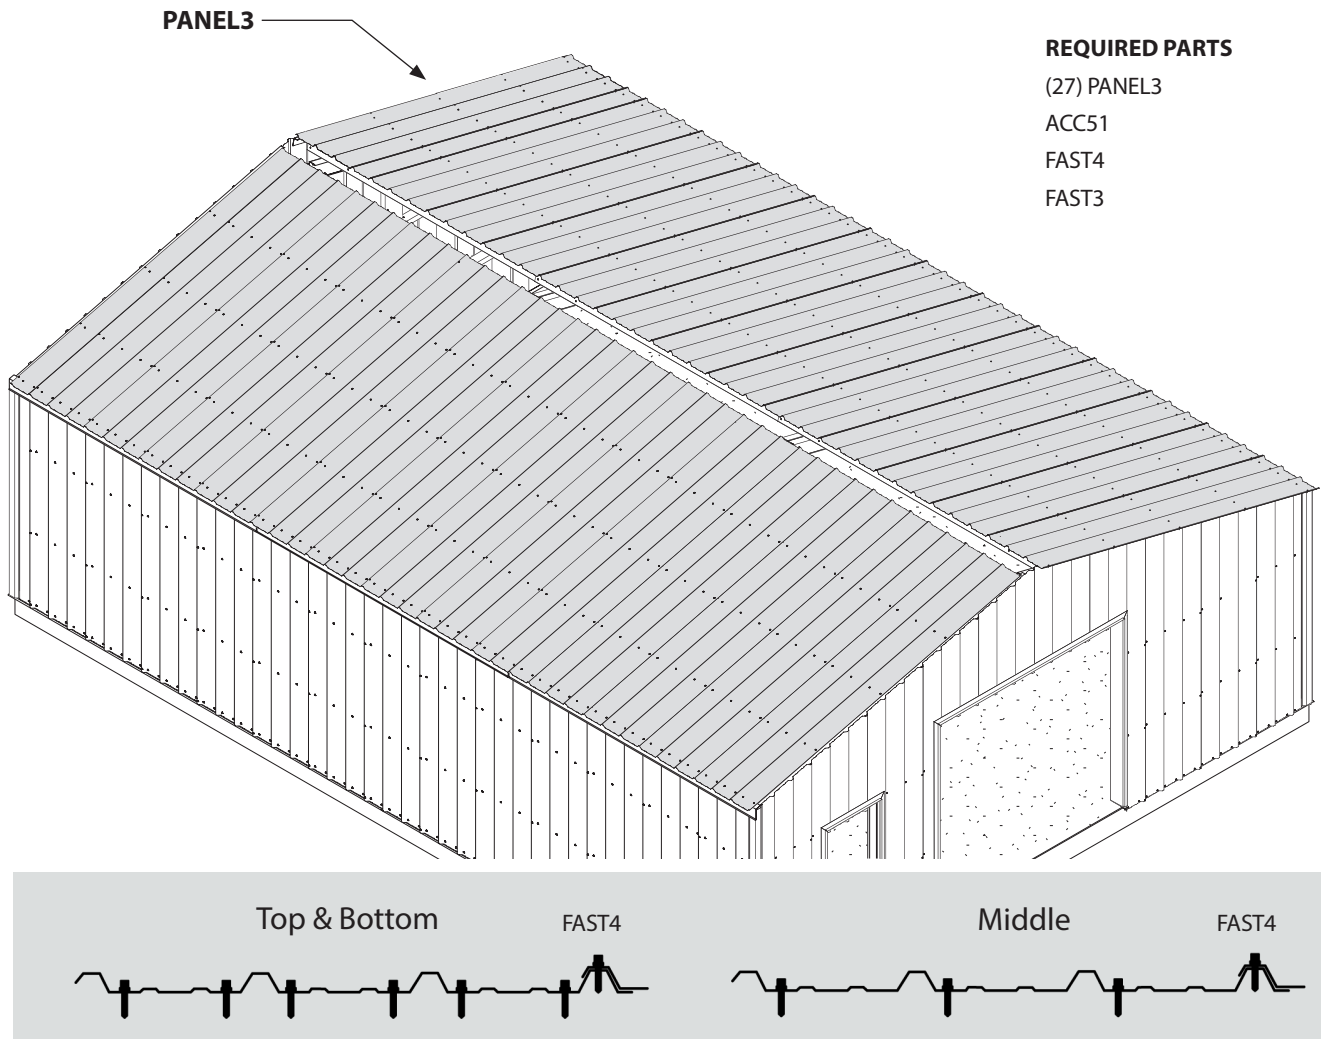 PANEL3
REQUIRED PARTS
(27) PANEL3
ACC51
FAST4
FAST3
Top & Bottom
FAST4
Middle
FAST4